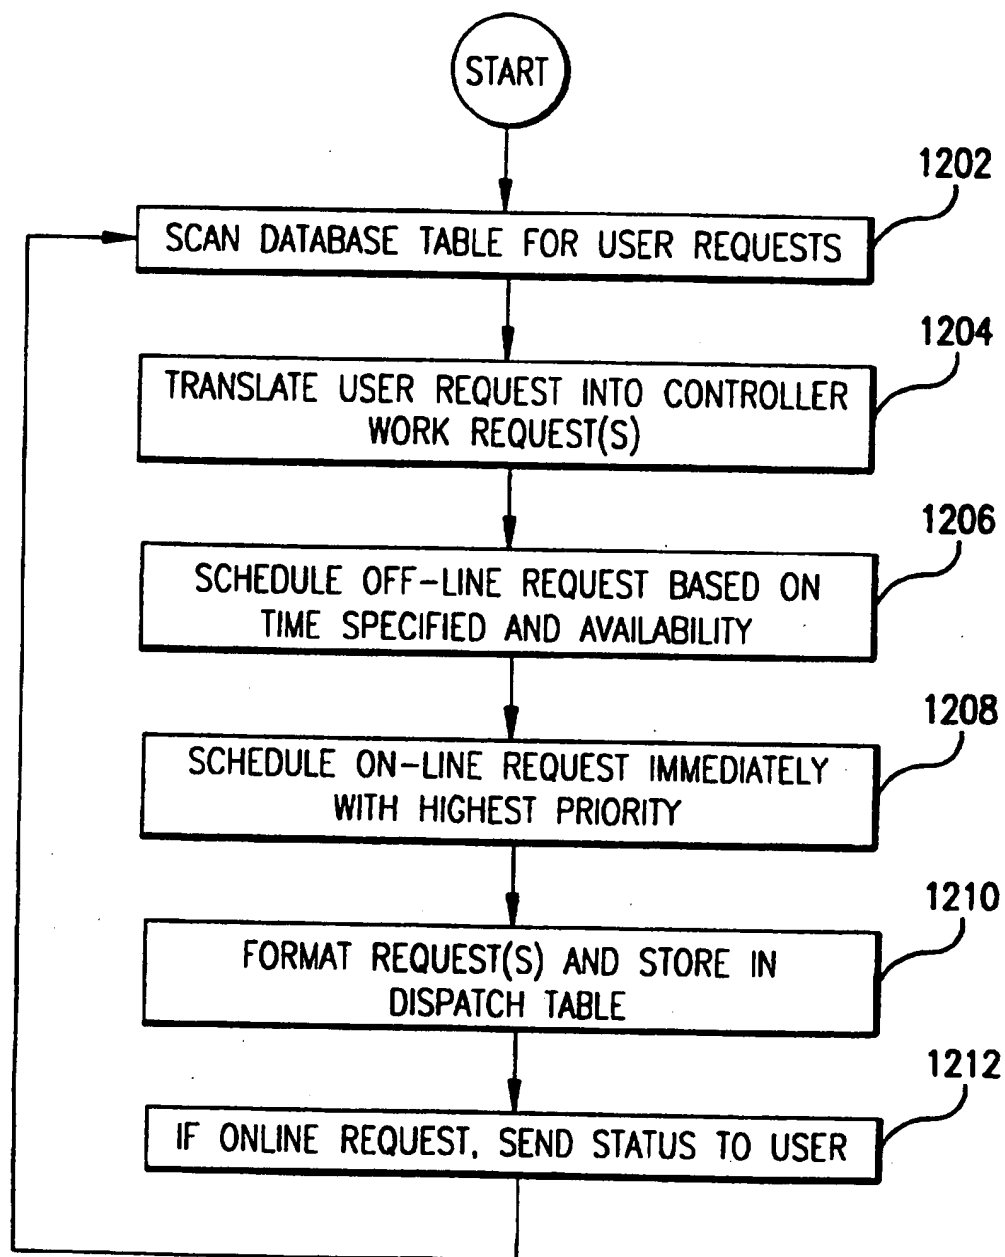 START
1202
SCAN DATABASE TABLE FOR USER REQUESTS
1204
TRANSLATE USER REQUEST INTO CONTROLLER
WORK REQUEST(S)
1206
SCHEDULE OFF-LINE REQUEST BASED ON
TIME SPECIFIED AND AVAILABILITY
1208
SCHEDULE ON-LINE REQUEST IMMEDIATELY
WITH HIGHEST PRIORITY
1210
FORMAT REQUEST(S) AND STORE IN
DISPATCH TABLE
1212
IF ONLINE REQUEST, SEND STATUS TO USER